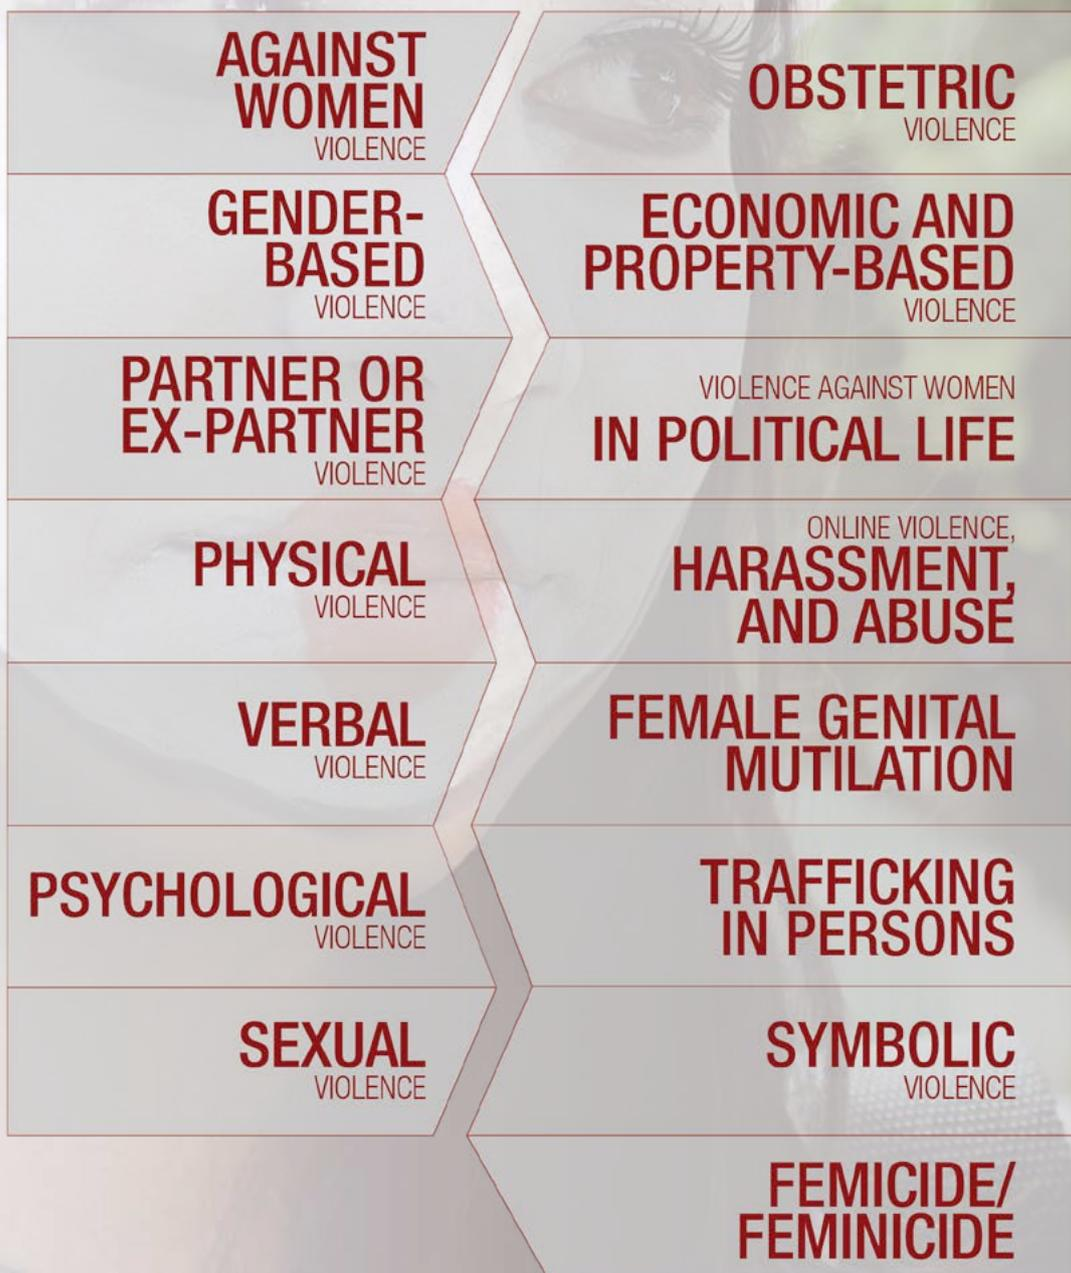 AGAINST
WOMEN
VIOLENCE
GENDER-
BASED
VIOLENCE
PARTNER OR
EX-PARTNER
VIOLENCE
PHYSICAL
VIOLENCE
VERBAL
VIOLENCE
PSYCHOLOGICAL
VIOLENCE
SEXUAL
VIOLENCE
OBSTETRIC
VIOLENCE
ECONOMIC AND
PROPERTY-BASED
VIOLENCE
VIOLENCE AGAINST WOMEN
IN POLITICAL LIFE
ONLINE VIOLENCE,
HARASSMENT,
AND ABUSE
FEMALE GENITAL
MUTILATION
TRAFFICKING
IN PERSONS
SYMBOLIC
VIOLENCE
FEMICIDE/
FEMINICIDE